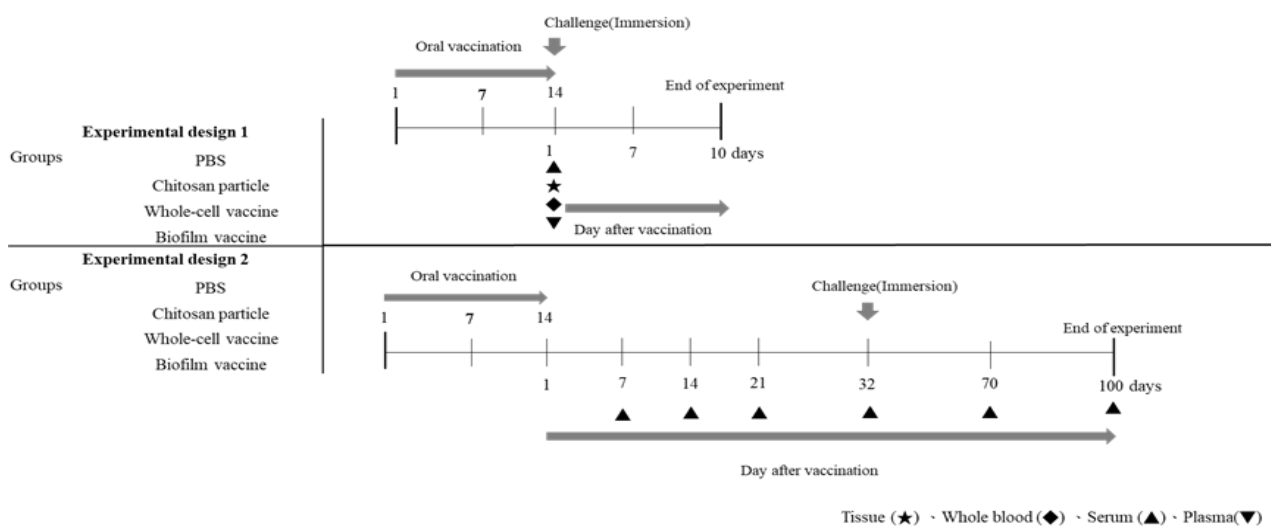 Challenge(Immersion)
Oral vaccination
1 7 14 End of experiment
Experimental design 1
Groups PBS 1 7 10 days
Chitosan particle
Whole-cell vaccine
Day after vaccination
Biofilm vaccine
Experimental design 2
Groups PBS Oral vaccination Challenge(Immersion)
Chitosan particle 1 7 14 End of experiment
Whole-cell vaccine
Biofilm vaccine
1 7 14 21 32 70 100 days
Day after vaccination
Tissue (★) 、Whole blood (◆) 、Serum (▲) 、Plasma(▼)